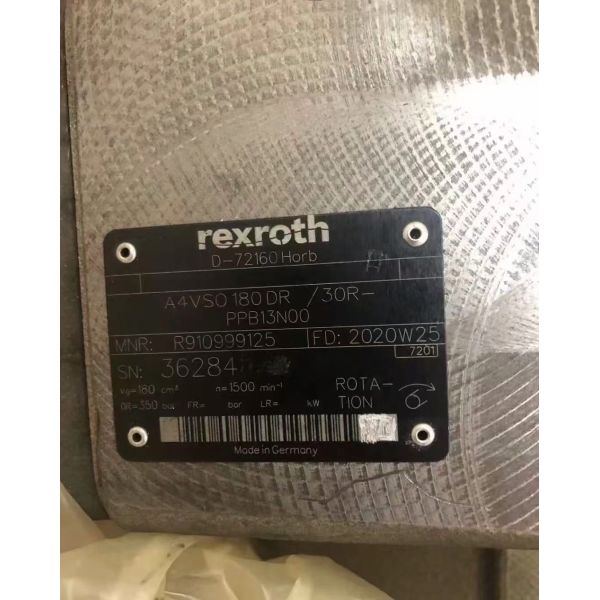 rexroth
D-72160 Horb
A4VSO 180 DR /30R-
PPB13N00
MNR: R910999125 FD: 2020W25
7201
SN: 36284
vg=180 cm³ n=1500 min⁻¹ ROTA-
DR=350 bar FR= bar LR= kW TION
Made in Germany